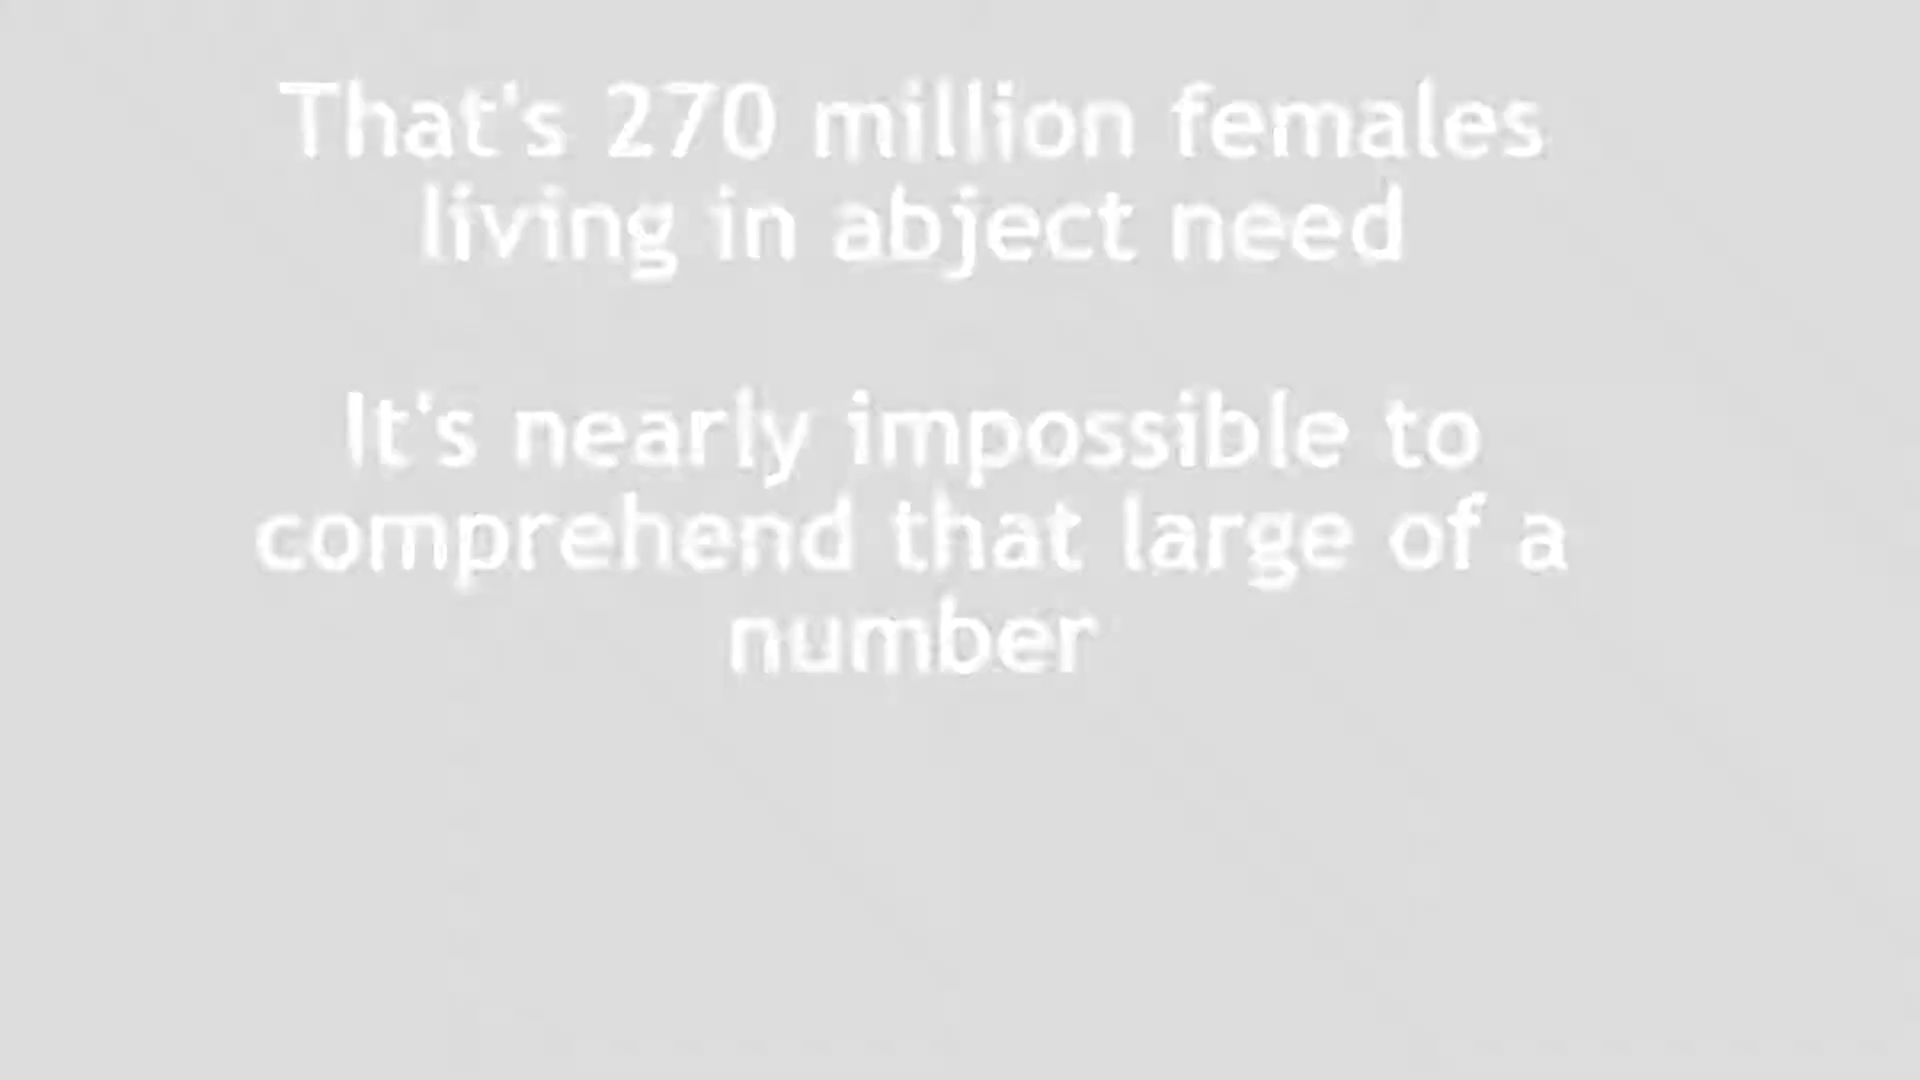 That's 270 million females
living in abject need
It's nearly impossible to
comprehend that large of a
number